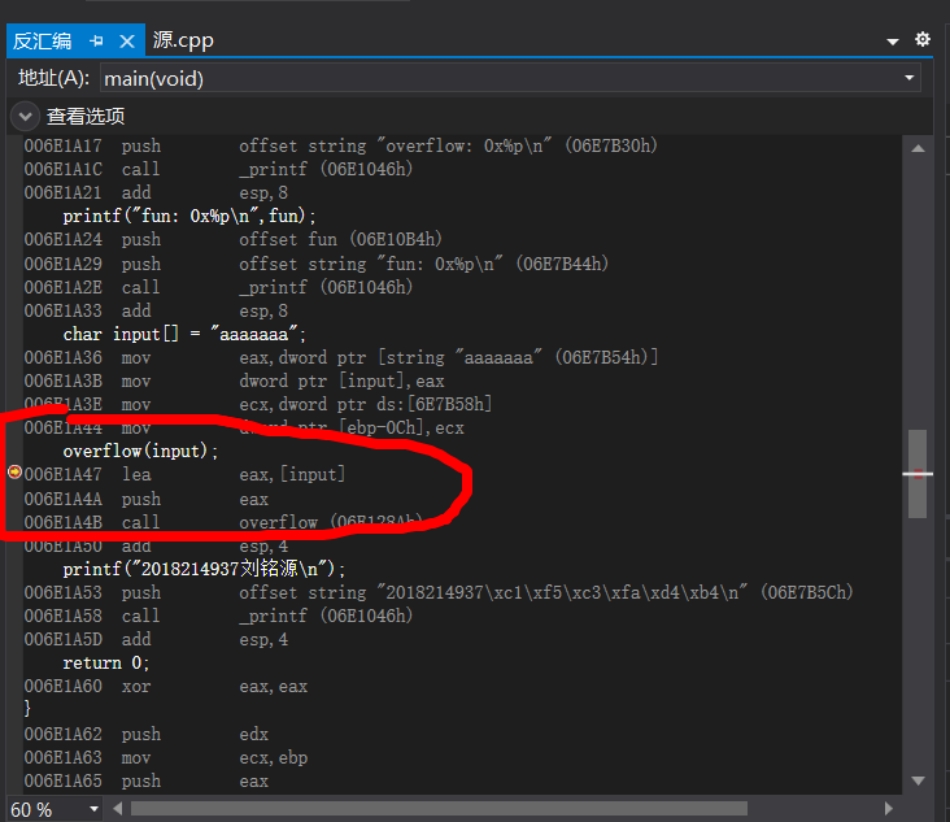 反汇编 源.cpp
地址(A): main(void)
查看选项
006E1A17 push offset string "overflow: 0x%p\n" (06E7B30h)
006E1A1C call _printf (06E1046h)
006E1A21 add esp,8
printf("fun: 0x%p\n",fun);
006E1A24 push offset fun (06E10B4h)
006E1A29 push offset string "fun: 0x%p\n" (06E7B44h)
006E1A2E call _printf (06E1046h)
006E1A33 add esp,8
char input[] = "aaaaaaa";
006E1A36 mov eax,dword ptr [string "aaaaaaa" (06E7B54h)]
006E1A3B mov dword ptr [input],eax
006E1A3E mov ecx,dword ptr ds:[6E7B58h]
006E1A44 mov dword ptr [ebp-0Ch],ecx
overflow(input);
006E1A47 lea eax,[input]
006E1A4A push eax
006E1A4B call overflow (06E128Ah)
006E1A50 add esp,4
printf("2018214937刘铭源\n");
006E1A53 push offset string "2018214937\xc1\xf5\xc3\xfa\xd4\xb4\n" (06E7B5Ch)
006E1A58 call _printf (06E1046h)
006E1A5D add esp,4
return 0;
006E1A60 xor eax,eax
}
006E1A62 push edx
006E1A63 mov ecx,ebp
006E1A65 push eax
60 %